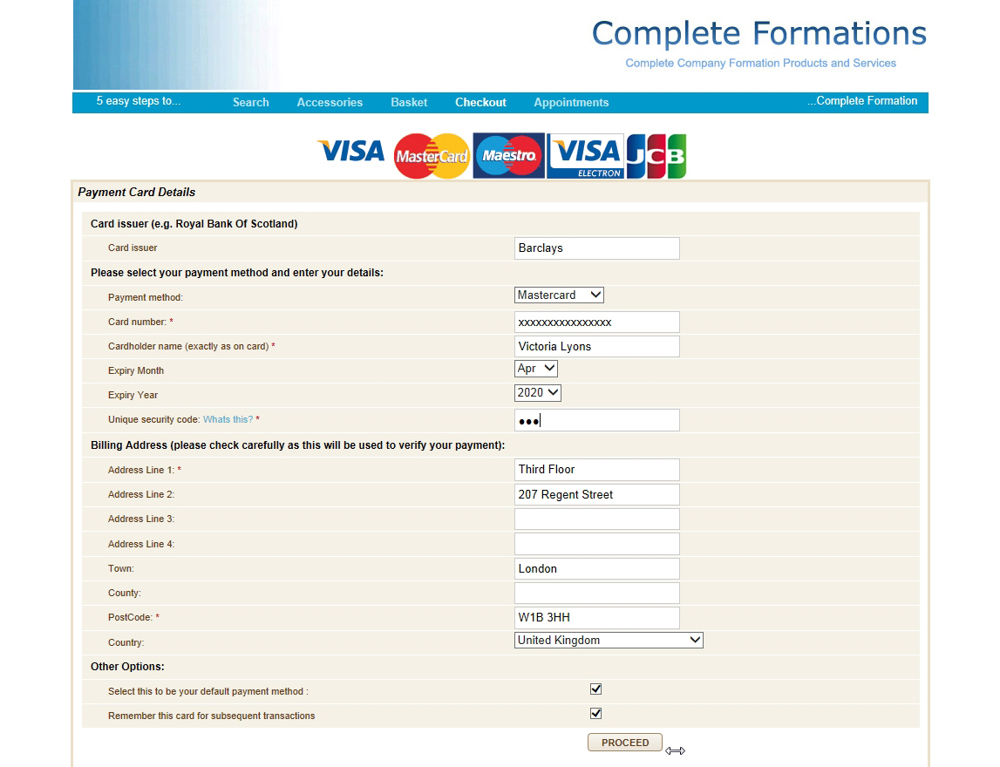 Complete Formations
Complete Company Formation Products and Services
5 easy steps to... Search Accessories Basket Checkout Appointments ...Complete Formation
VISA MasterCard Maestro VISA ELECTRON JCB
Payment Card Details
Card issuer (e.g. Royal Bank Of Scotland)
Card issuer Barclays
Please select your payment method and enter your details:
Payment method: Mastercard
Card number: * xxxxxxxxxxxxxxxx
Cardholder name (exactly as on card) * Victoria Lyons
Expiry Month Apr
Expiry Year 2020
Unique security code: Whats this? * ●●●
Billing Address (please check carefully as this will be used to verify your payment):
Address Line 1: * Third Floor
Address Line 2: 207 Regent Street
Address Line 3:
Address Line 4:
Town: London
County:
PostCode: * W1B 3HH
Country: United Kingdom
Other Options:
Select this to be your default payment method :
Remember this card for subsequent transactions
PROCEED